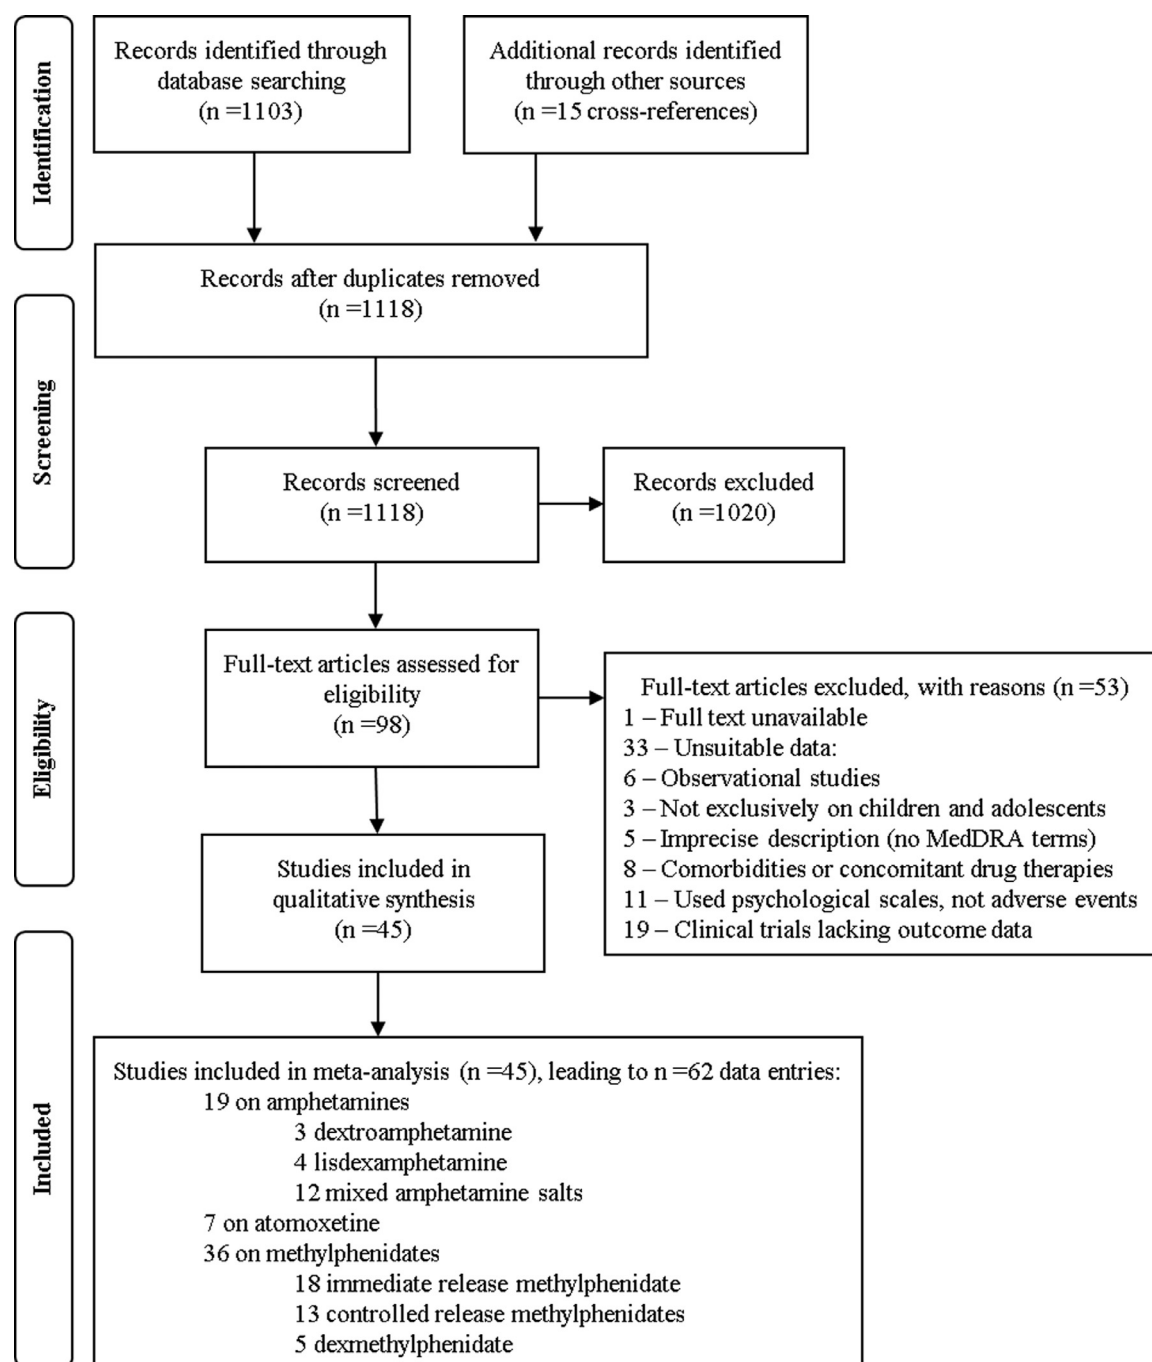 Identification
Records identified through
database searching
(n =1103)
Additional records identified
through other sources
(n =15 cross-references)
Records after duplicates removed
(n =1118)
Screening
Records screened
(n =1118)
Records excluded
(n =1020)
Eligibility
Full-text articles assessed for
eligibility
(n =98)
Full-text articles excluded, with reasons (n =53)
1 – Full text unavailable
33 – Unsuitable data:
6 – Observational studies
3 – Not exclusively on children and adolescents
5 – Imprecise description (no MedDRA terms)
8 – Comorbidities or concomitant drug therapies
11 – Used psychological scales, not adverse events
19 – Clinical trials lacking outcome data
Studies included in
qualitative synthesis
(n =45)
Included
Studies included in meta-analysis (n =45), leading to n =62 data entries:
19 on amphetamines
3 dextroamphetamine
4 lisdexamphetamine
12 mixed amphetamine salts
7 on atomoxetine
36 on methylphenidates
18 immediate release methylphenidate
13 controlled release methylphenidates
5 dexmethylphenidate